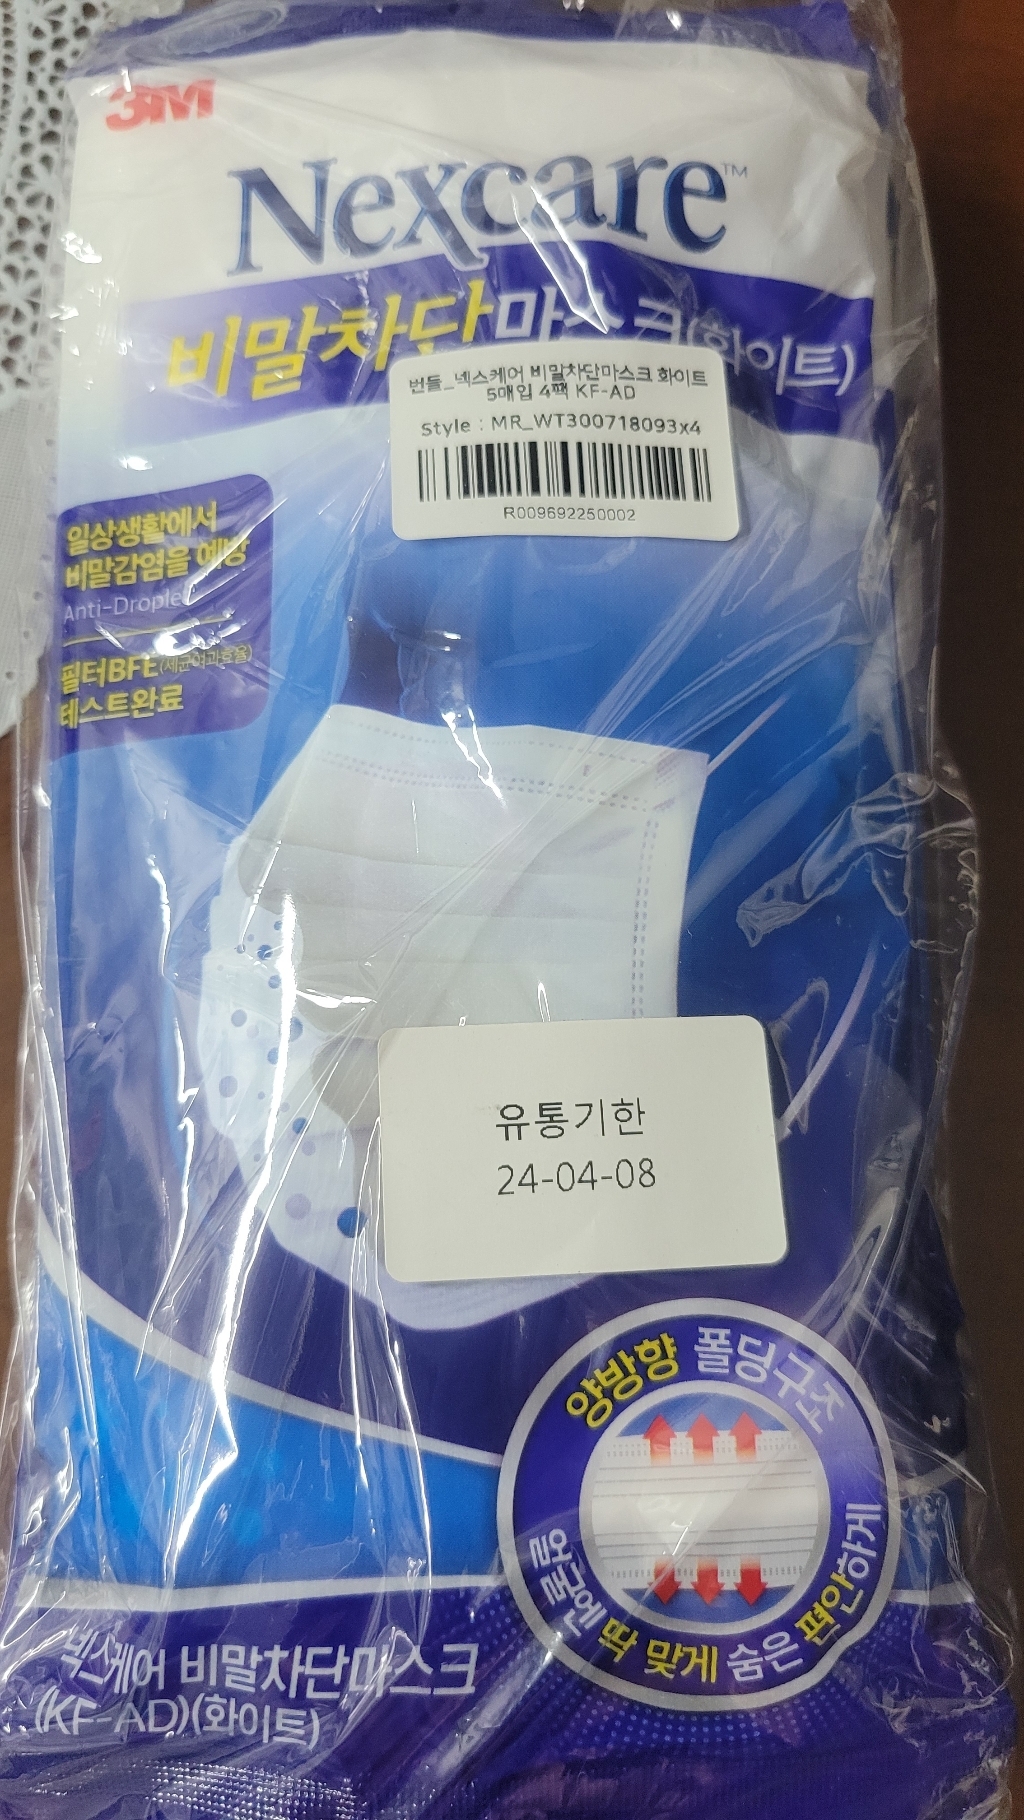 3M
Nexcare™
비말차단마스크(화이트)
번들_넥스케어 비말차단마스크 화이트
5매입 4팩 KF-AD
Style : MR_WT300718093x4
R009692250002
일상생활에서
비말감염을 예방
Anti-Droplet
필터BFE(세균여과효율)
테스트완료
유통기한
24-04-08
양방향 폴딩구조
얼굴엔 딱 맞게 숨은 편안하게
넥스케어 비말차단마스크
(KF-AD)(화이트)